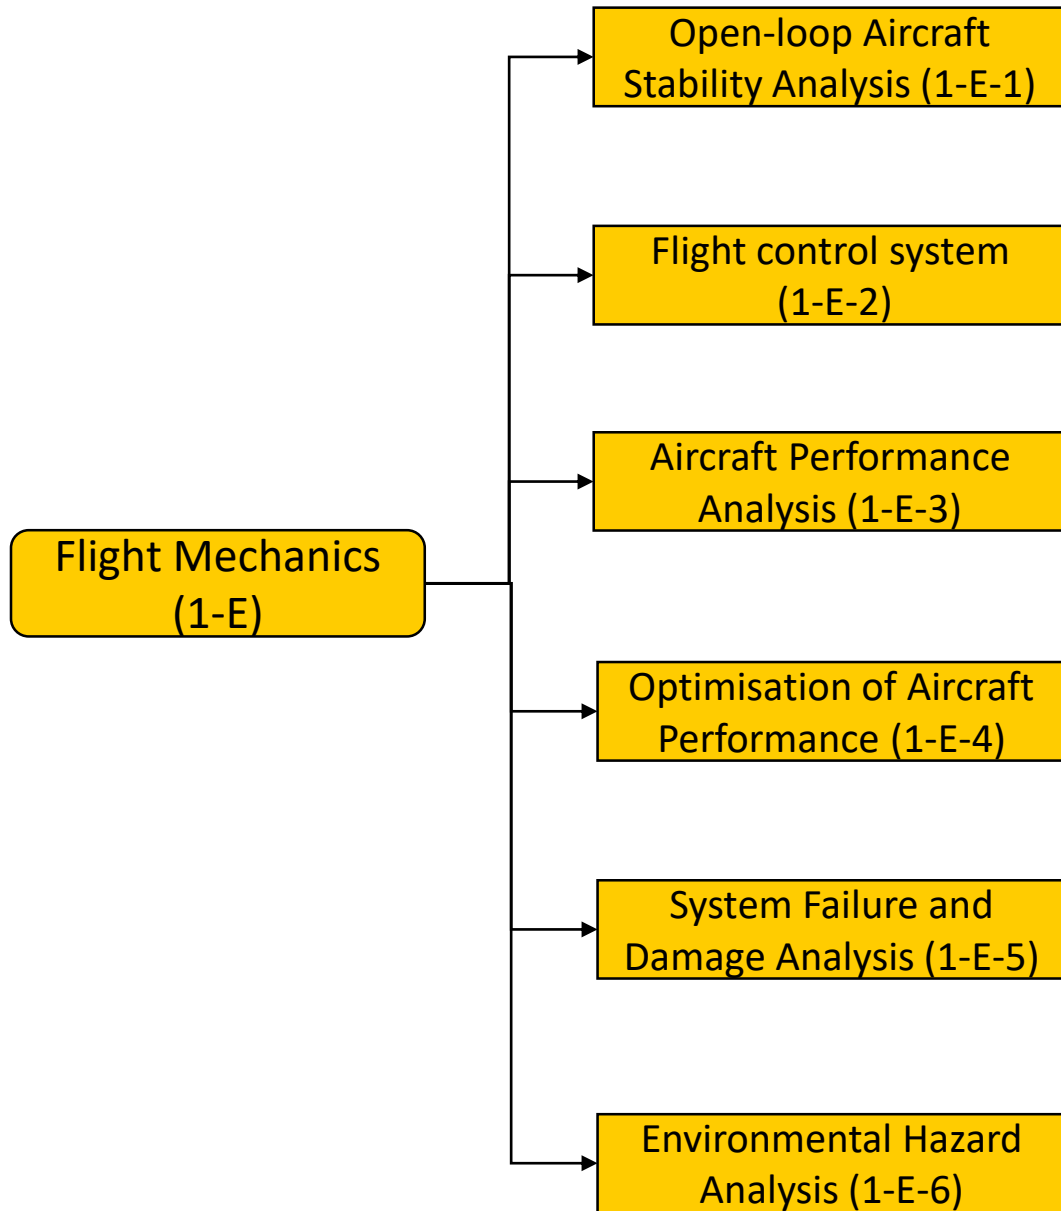 Open-loop Aircraft
Stability Analysis (1-E-1)
Flight control system
(1-E-2)
Aircraft Performance
Analysis (1-E-3)
Flight Mechanics
(1-E)
Optimisation of Aircraft
Performance (1-E-4)
System Failure and
Damage Analysis (1-E-5)
Environmental Hazard
Analysis (1-E-6)